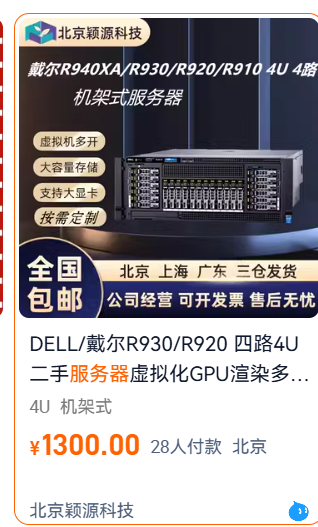 北京颖源科技
戴尔R940XA/R930/R920/R910 4U 4路
机架式服务器
虚拟机多开
大容量存储
支持大显卡
按需定制
全国
包邮
北京 上海 广东 三仓发货
公司经营 可开发票 售后无忧
DELL/戴尔R930/R920 四路4U
二手服务器虚拟化GPU渲染多...
4U 机架式
¥1300.00 28人付款 北京
北京颖源科技